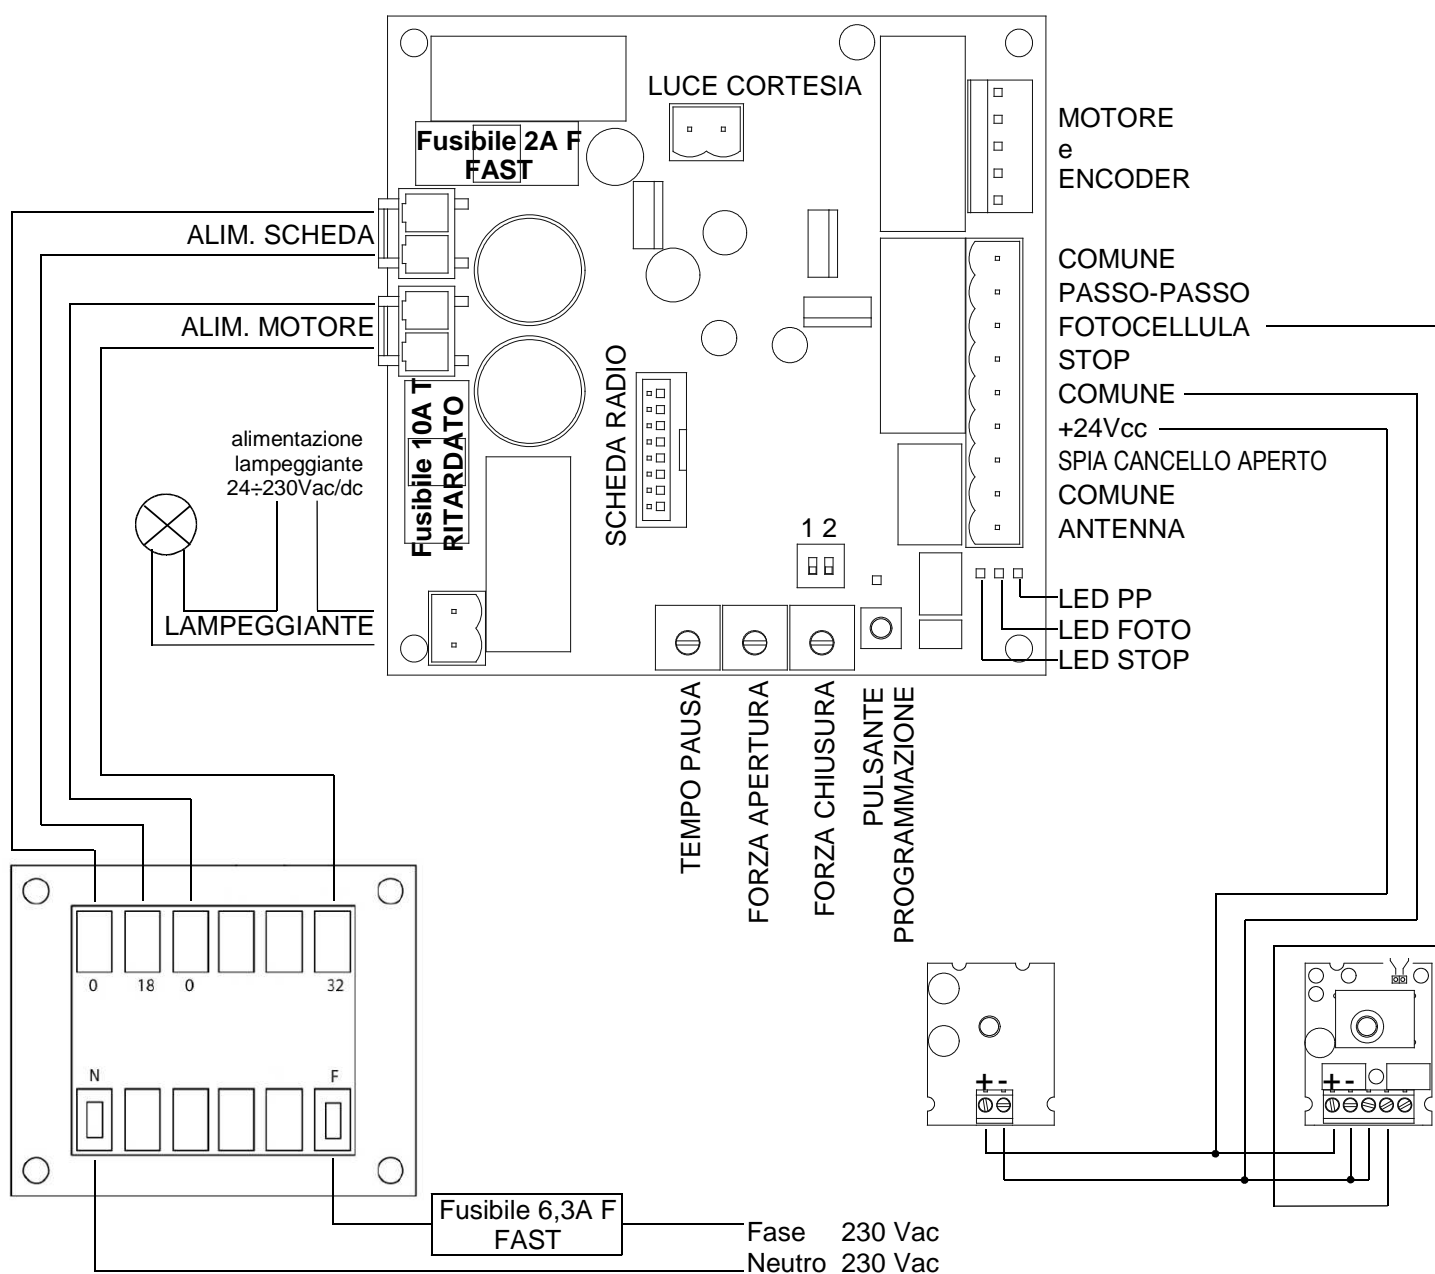 LUCE CORTESIA
Fusibile 2A F
FAST
MOTORE
e
ENCODER
ALIM. SCHEDA
ALIM. MOTORE
COMUNE
PASSO-PASSO
FOTOCELLULA
STOP
COMUNE
+24Vcc
SPIA CANCELLO APERTO
COMUNE
ANTENNA
Fusibile 10A T
RITARDATO
SCHEDA RADIO
alimentazione
lampeggiante
24÷230Vac/dc
LAMPEGGIANTE
1 2
LED PP
LED FOTO
LED STOP
TEMPO PAUSA
FORZA APERTURA
FORZA CHIUSURA
PULSANTE
PROGRAMMAZIONE
0 18 0 32
N F
+ -
+ -
Fusibile 6,3A F
FAST
Fase 230 Vac
Neutro 230 Vac